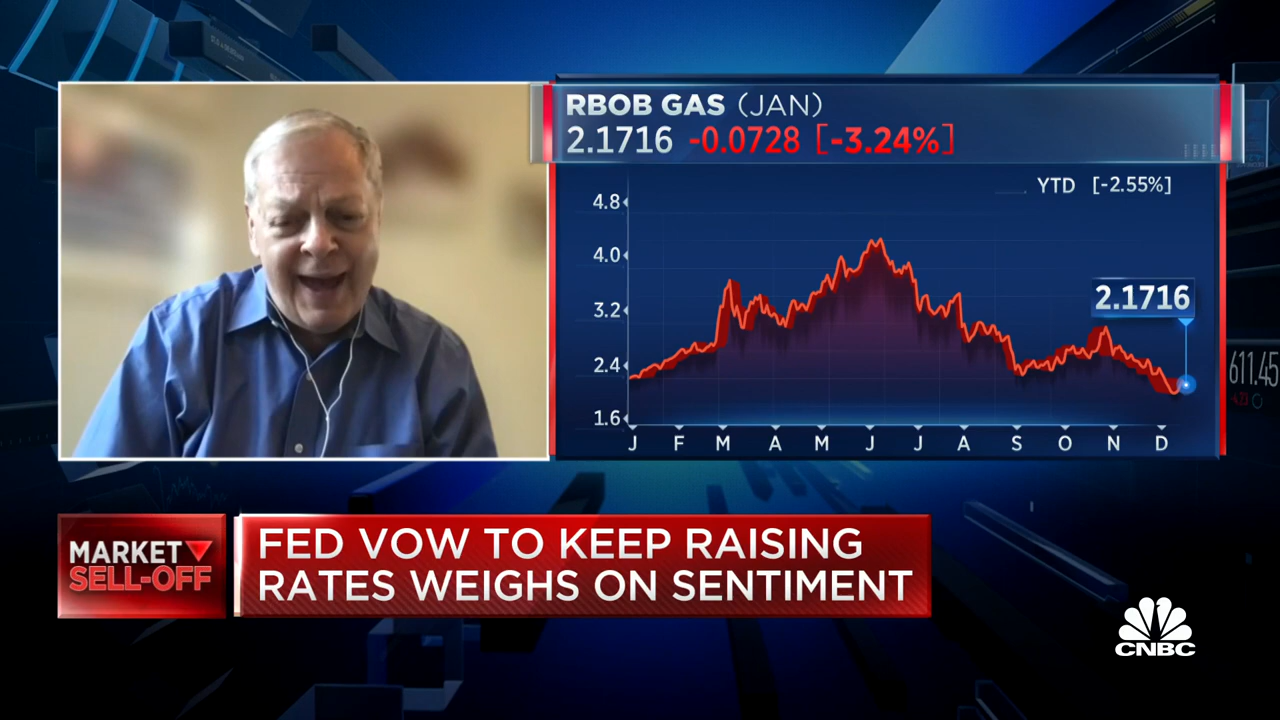 RBOB GAS (JAN)
2.1716 -0.0728 [-3.24%]
YTD [-2.55%]
4.8
4.0
3.2
2.4
1.6
2.1716
J F M A M J J A S O N D
611.45
MARKET
SELL-OFF
FED VOW TO KEEP RAISING
RATES WEIGHS ON SENTIMENT
CNBC